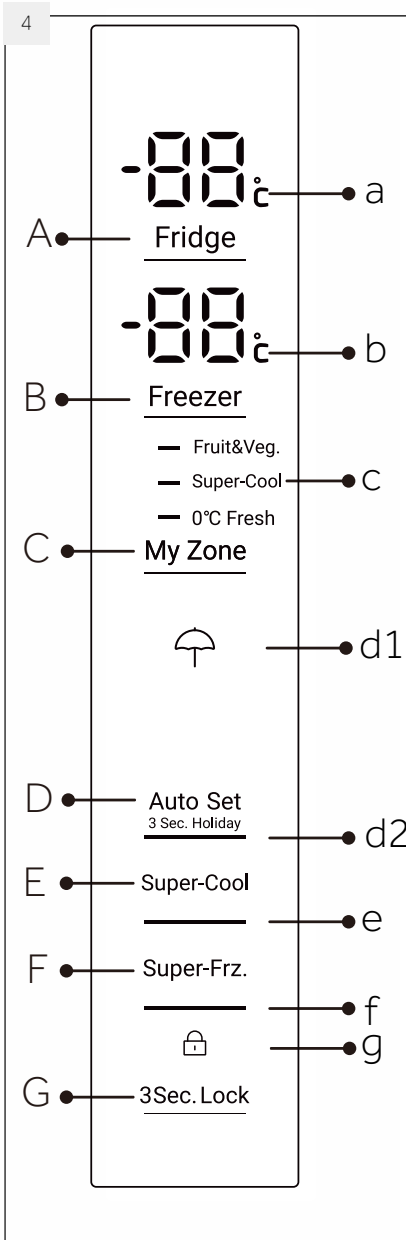 4
-88°c
a
A
Fridge
-88°c
b
B
Freezer
Fruit&Veg.
Super-Cool
c
0°C Fresh
C
My Zone
d1
D
Auto Set
3 Sec. Holiday
d2
E
Super-Cool
e
F
Super-Frz.
f
g
G
3Sec.Lock